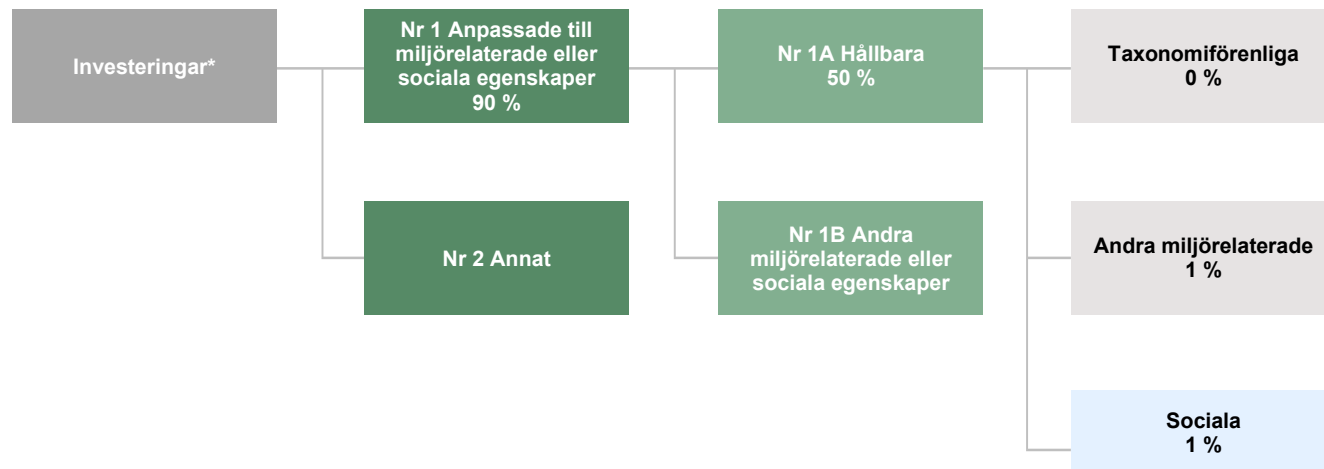 Investeringar*
Nr 1 Anpassade till
miljörelaterade eller
sociala egenskaper
90 %
Nr 1A Hållbara
50 %
Taxonomiförenliga
0 %
Nr 2 Annat
Nr 1B Andra
miljörelaterade eller
sociala egenskaper
Andra miljörelaterade
1 %
Sociala
1 %